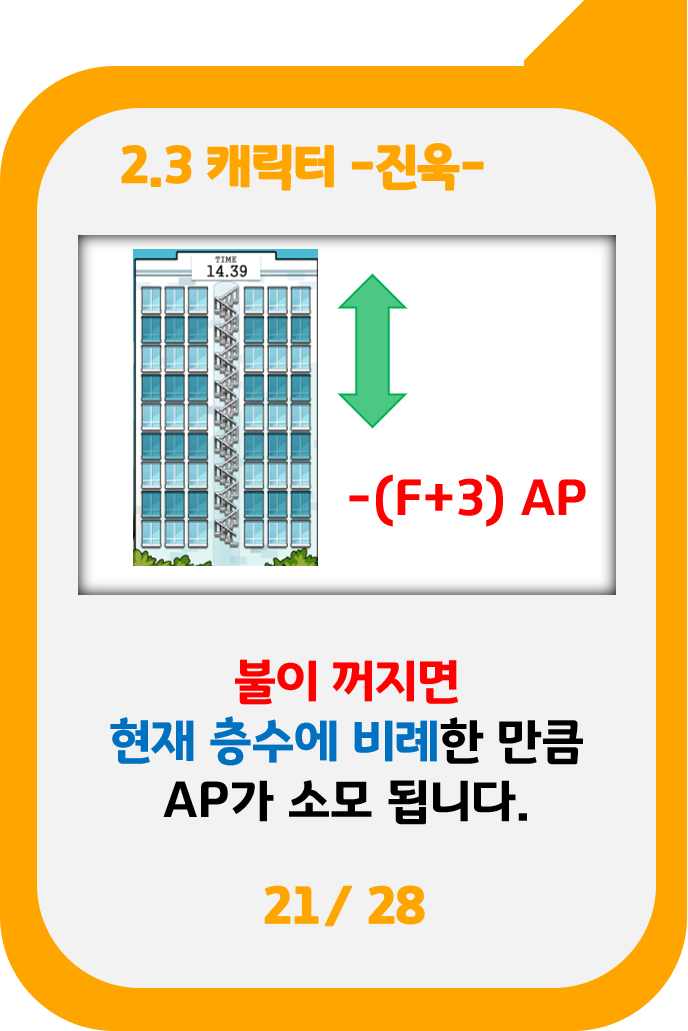 2.3 캐릭터 -진욱-
TIME
14.39
-(F+3) AP
불이 꺼지면
현재 층수에 비례한 만큼
AP가 소모 됩니다.
21/ 28